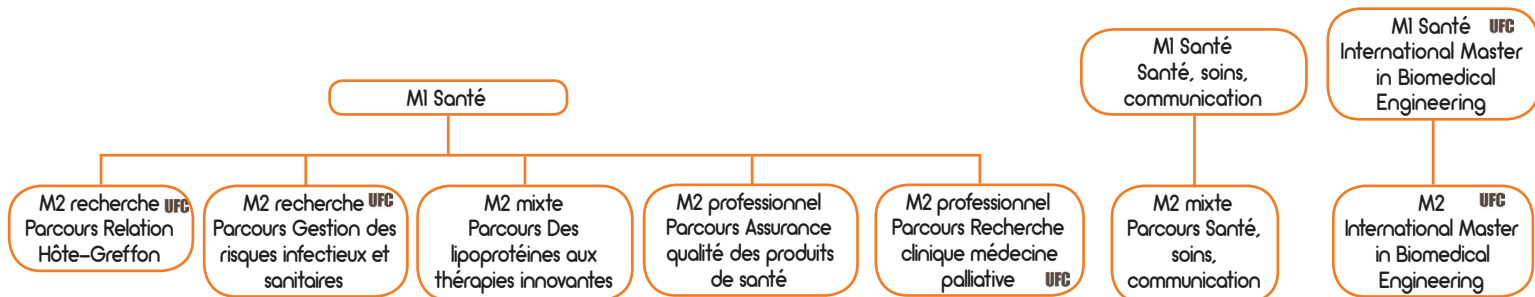 M1 Santé
M2 recherche UFC
Parcours Relation
Hôte-Greffon
M2 recherche UFC
Parcours Gestion des
risques infectieux et
sanitaires
M2 mixte
Parcours Des
lipoprotéines aux
thérapies innovantes
M2 professionnel
Parcours Assurance
qualité des produits
de santé
M2 professionnel
Parcours Recherche
clinique médecine
palliative UFC
M1 Santé
Santé, soins,
communication
M2 mixte
Parcours Santé,
soins,
communication
M1 Santé UFC
International Master
in Biomedical
Engineering
M2 UFC
International Master
in Biomedical
Engineering